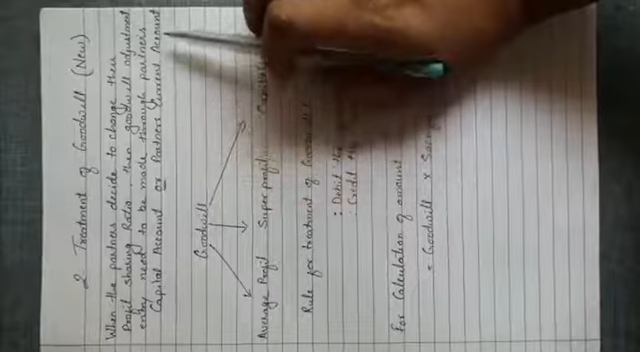 2 Treatment of Goodwill (New)
When the partners decide to change their
Profit sharing Ratio, then goodwill adjustment
entry need to be made through partners
Capital Account or Partners Current Account
Goodwill
Average Profit Super profit
Rule for treatment of Goodwill
: Debit the
: Credit
For Calculation of amount
= Goodwill x